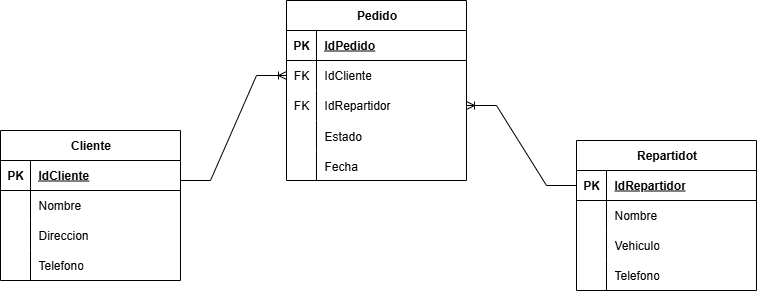 Pedido
PK IdPedido
FK IdCliente
FK IdRepartidor
Estado
Fecha
Cliente
PK IdCliente
Nombre
Direccion
Telefono
Repartidot
PK IdRepartidor
Nombre
Vehiculo
Telefono